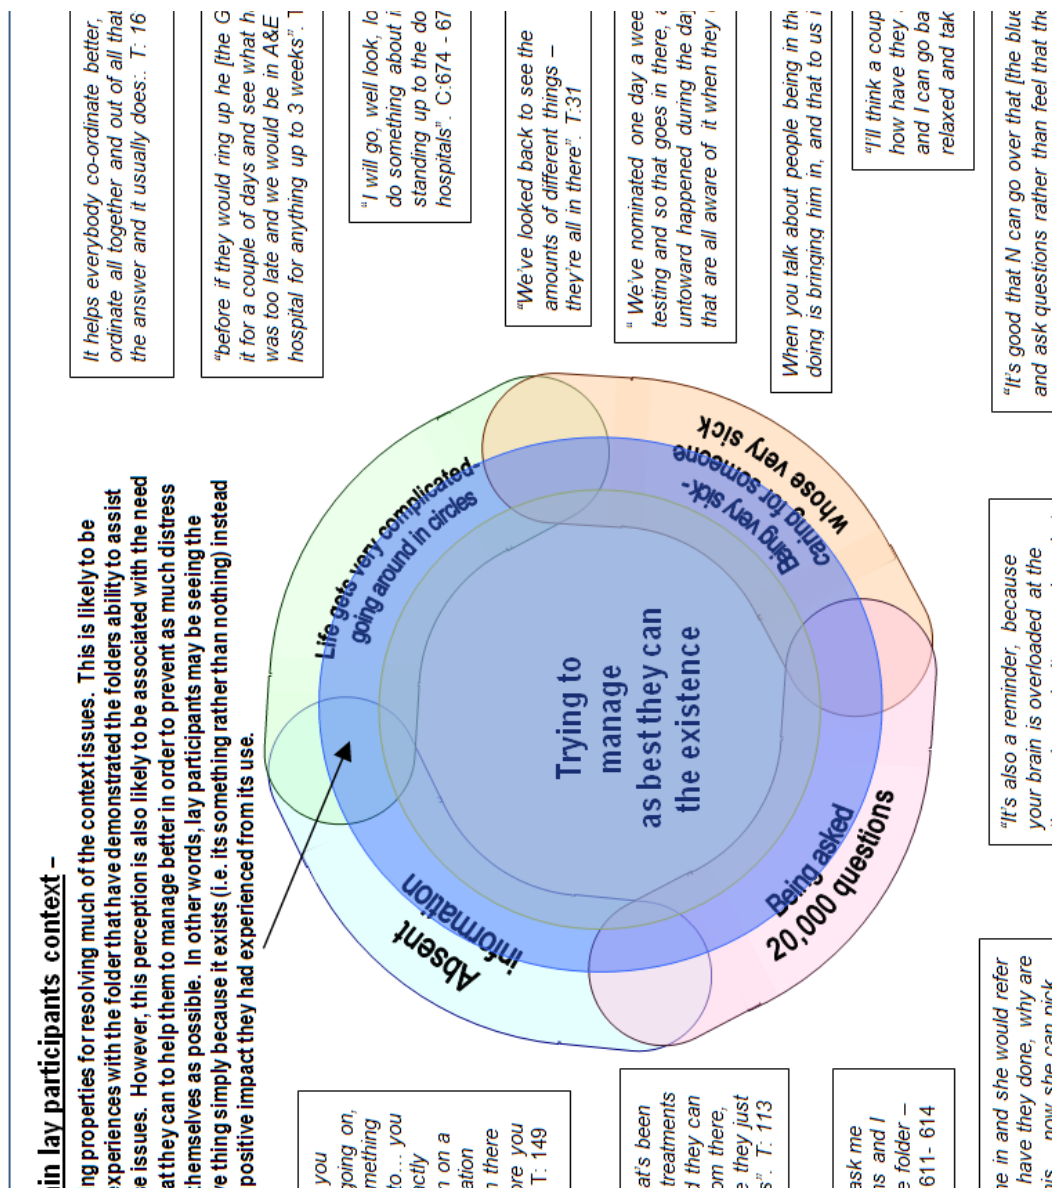 in lay participants context –
ng properties for resolving much of the context issues. This is likely to be
experiences with the folder that have demonstrated the folders ability to assist
e issues. However, this perception is also likely to be associated with the need
at they can to help them to manage better in order to prevent as much distress
themselves as possible. In other words, lay participants may be seeing the
ve thing simply because it exists (i.e. its something rather than nothing) instead
positive impact they had experienced from its use.
It helps everybody co-ordinate better,
ordinate all together and out of all that
the answer and it usually does:. T: 16
"before if they would ring up he [the G
it for a couple of days and see what h
was too late and we would be in A&E
hospital for anything up to 3 weeks". T
"I will go, well look, lo
do something about i
standing up to the do
hospitals". C:674 - 67
"We've looked back to see the
amounts of different things –
they're all in there". T:31
" We've nominated one day a wee
testing and so that goes in there, a
untoward happened during the day
that are all aware of it when they
When you talk about people being in the
doing is bringing him in, and that to us i
"I'll think a coup
how have they
and I can go ba
relaxed and tak
"It's good that N can go over that [the blue
and ask questions rather than feel that the
"It's also a reminder, because
your brain is overloaded at the
Life gets very complicated-
going around in circles
Being very sick-
caring for someone
whose very sick
Being asked
20,000 questions
Absent
information
Trying to
manage
as best they can
the existence
you
going on,
mething
to... you
actly
n on a
ation
n there
ore you
T: 149
at's been
treatments
d they can
om there,
e they just
s". T: 113
ask me
ns and I
e folder –
611- 614
ne in and she would refer
have they done, why are
now she can pick